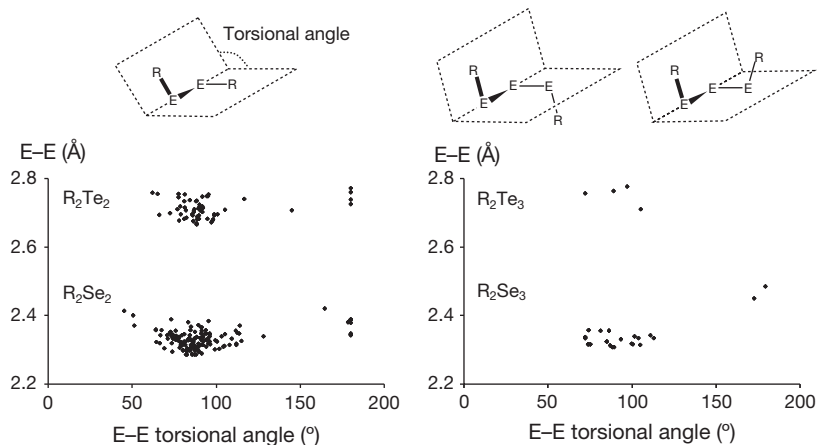 Torsional angle
R
E
E
R
R
E
E
E
R
R
E
E
E
R
E–E (Å)
2.8
R₂Te₂
2.6
R₂Se₂
2.4
2.2
0
50
100
150
200
E–E torsional angle (º)
E–E (Å)
2.8
R₂Te₃
2.6
R₂Se₃
2.4
2.2
0
50
100
150
200
E–E torsional angle (º)